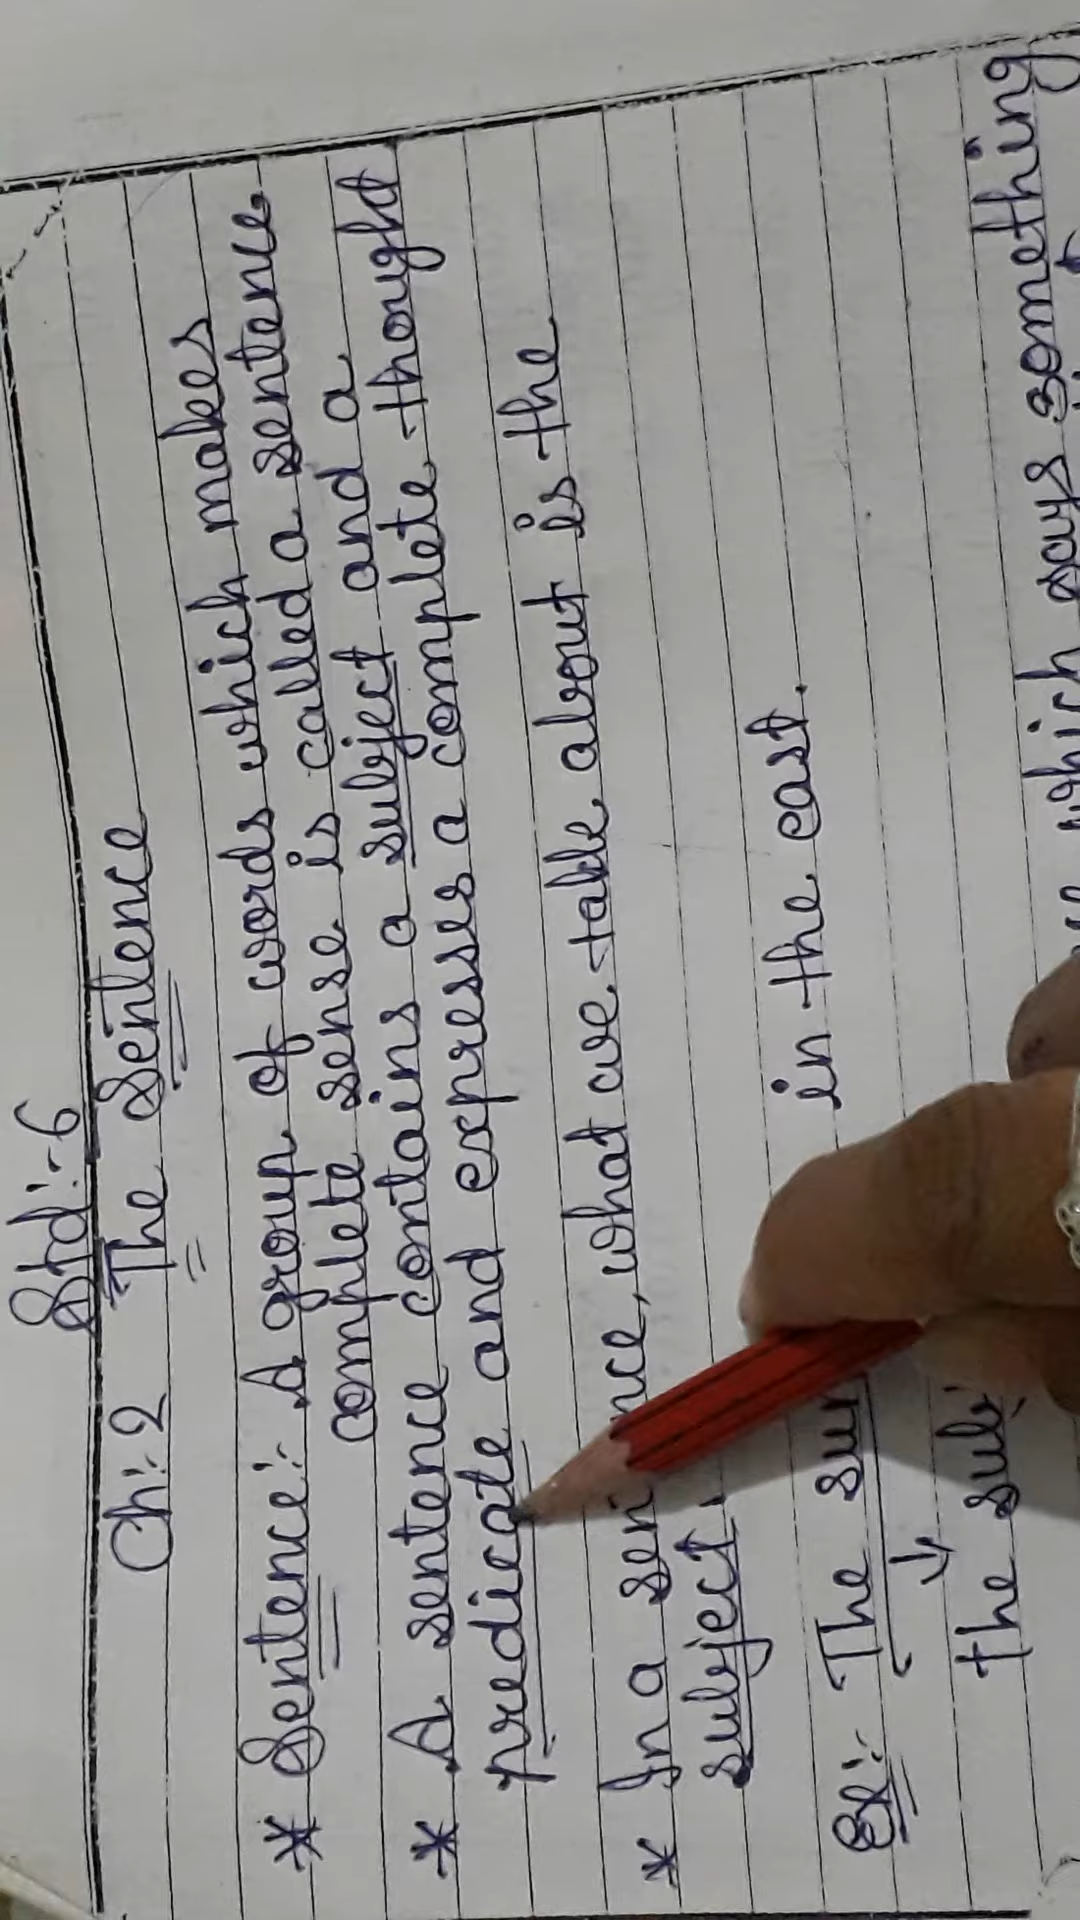 Std:-6
Ch:-2 The Sentence
* Sentence:- A group of words which makes
complete sense is called a sentence.
* A sentence contains a subject and a
predicate and expresses a complete thought
* In a sen nce, what we talk about is the
subject.
Ex:- The su in the east.
↓
the sub which says something